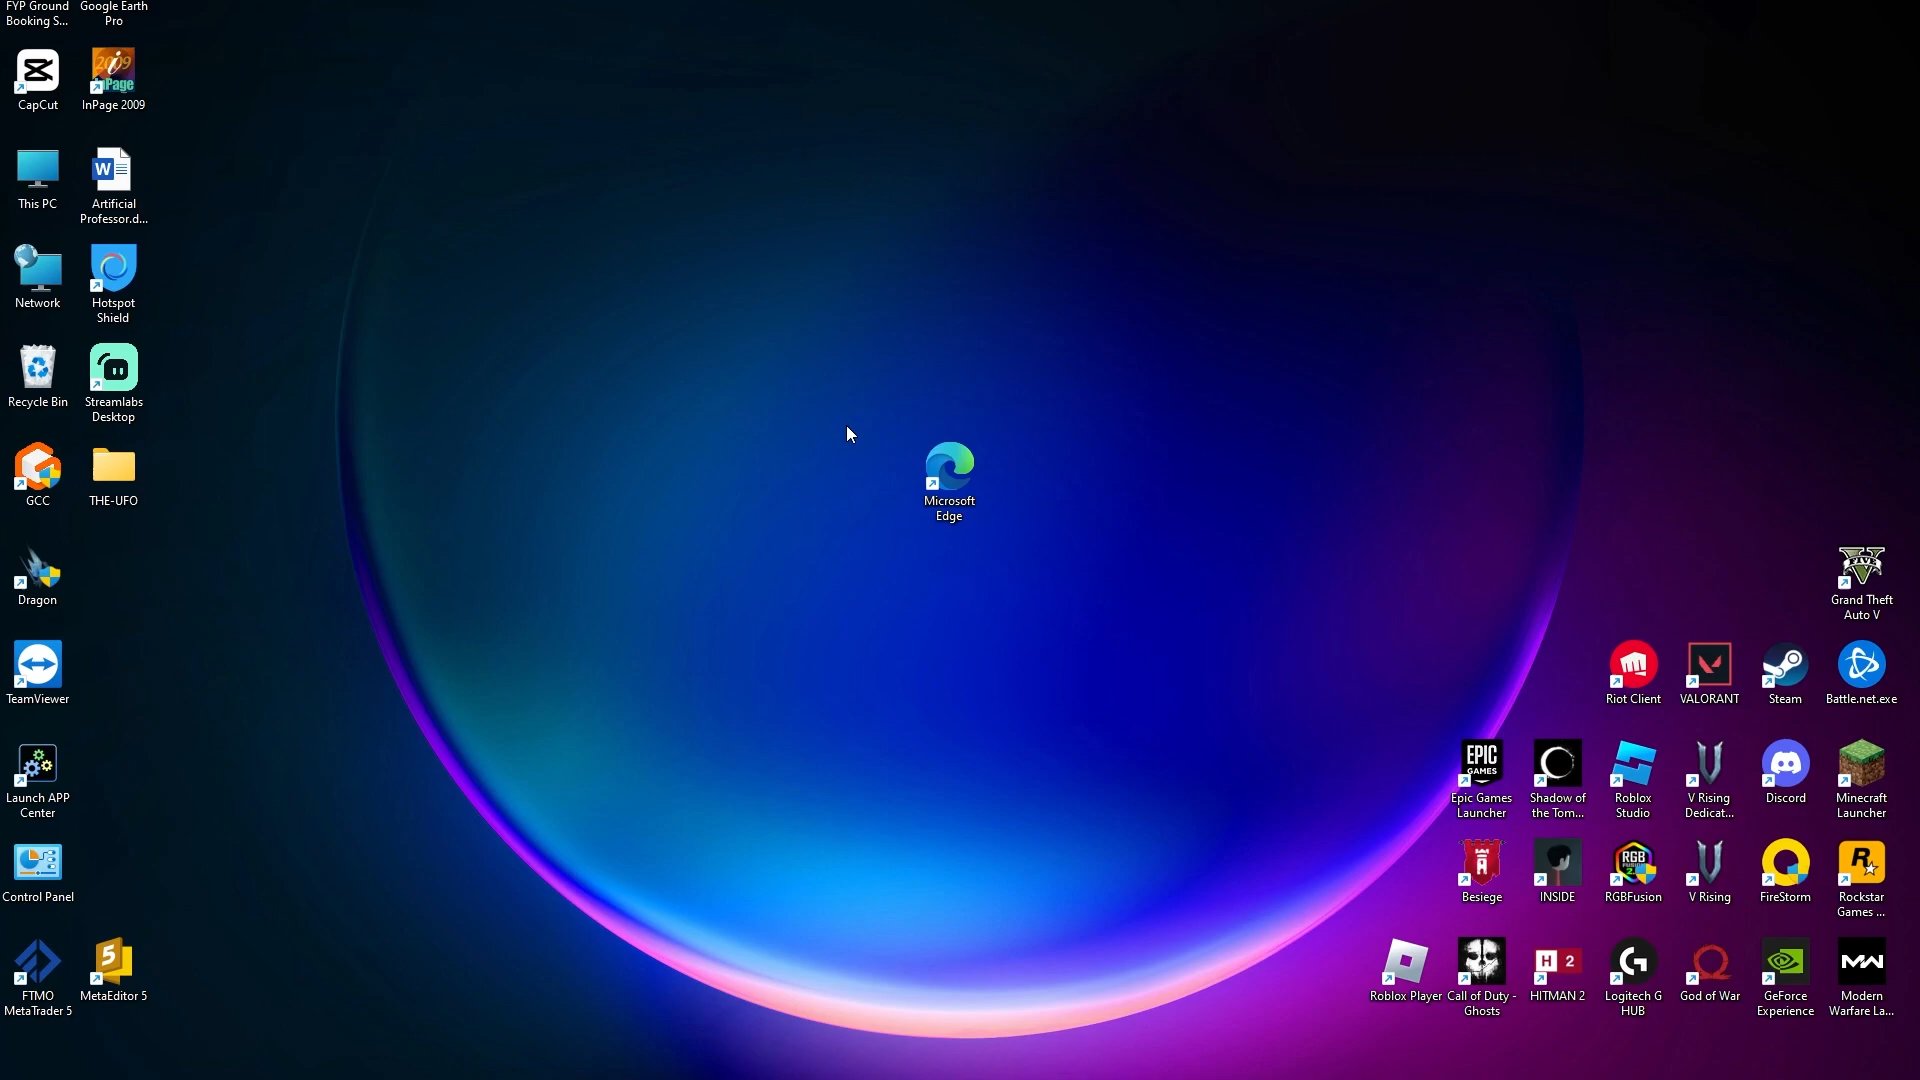 FYP Ground
Booking S...
Google Earth
Pro
CapCut
2009
InPage
InPage 2009
This PC
W
Artificial
Professor.d...
Network
Hotspot
Shield
Recycle Bin
Streamlabs
Desktop
GCC
THE-UFO
Microsoft
Edge
Dragon
FIVE
Grand Theft
Auto V
TeamViewer
Riot Client
VALORANT
Steam
Battle.net.exe
Launch APP
Center
EPIC
GAMES
Epic Games
Launcher
Shadow of
the Tom...
Roblox
Studio
V Rising
Dedicat...
Discord
Minecraft
Launcher
Control Panel
Besiege
INSIDE
RGB
RGBFusion
V Rising
FireStorm
R
Rockstar
Games ...
FTMO
MetaTrader 5
5
MetaEditor 5
Roblox Player
Call of Duty -
Ghosts
H 2
HITMAN 2
G
Logitech G
HUB
God of War
GeForce
Experience
MW
Modern
Warfare La...